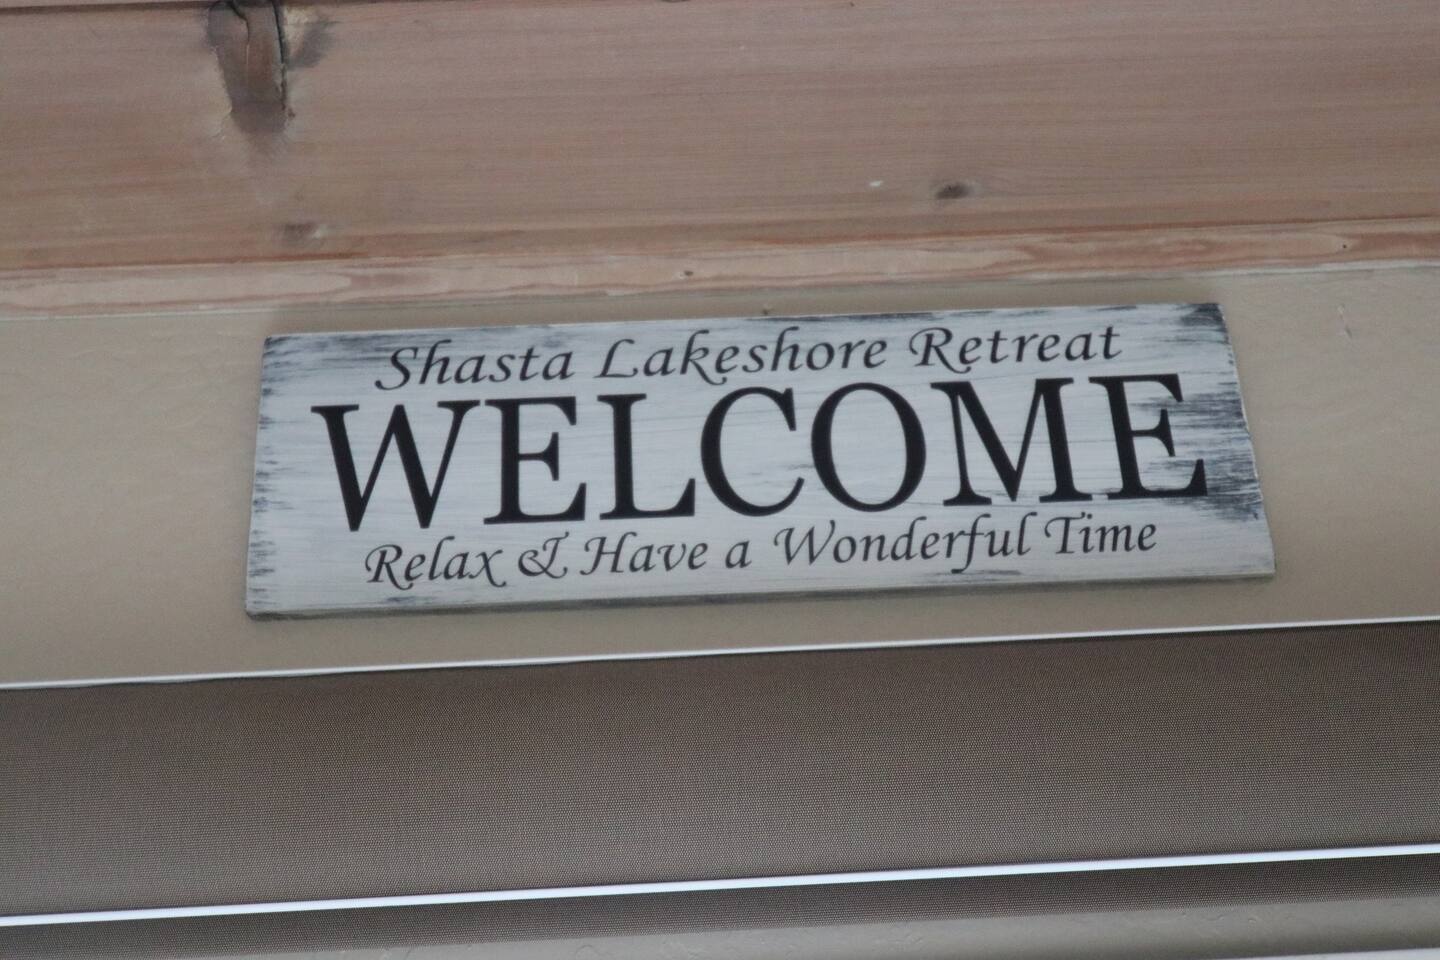 Shasta Lakeshore Retreat
WELCOME
Relax & Have a Wonderful Time